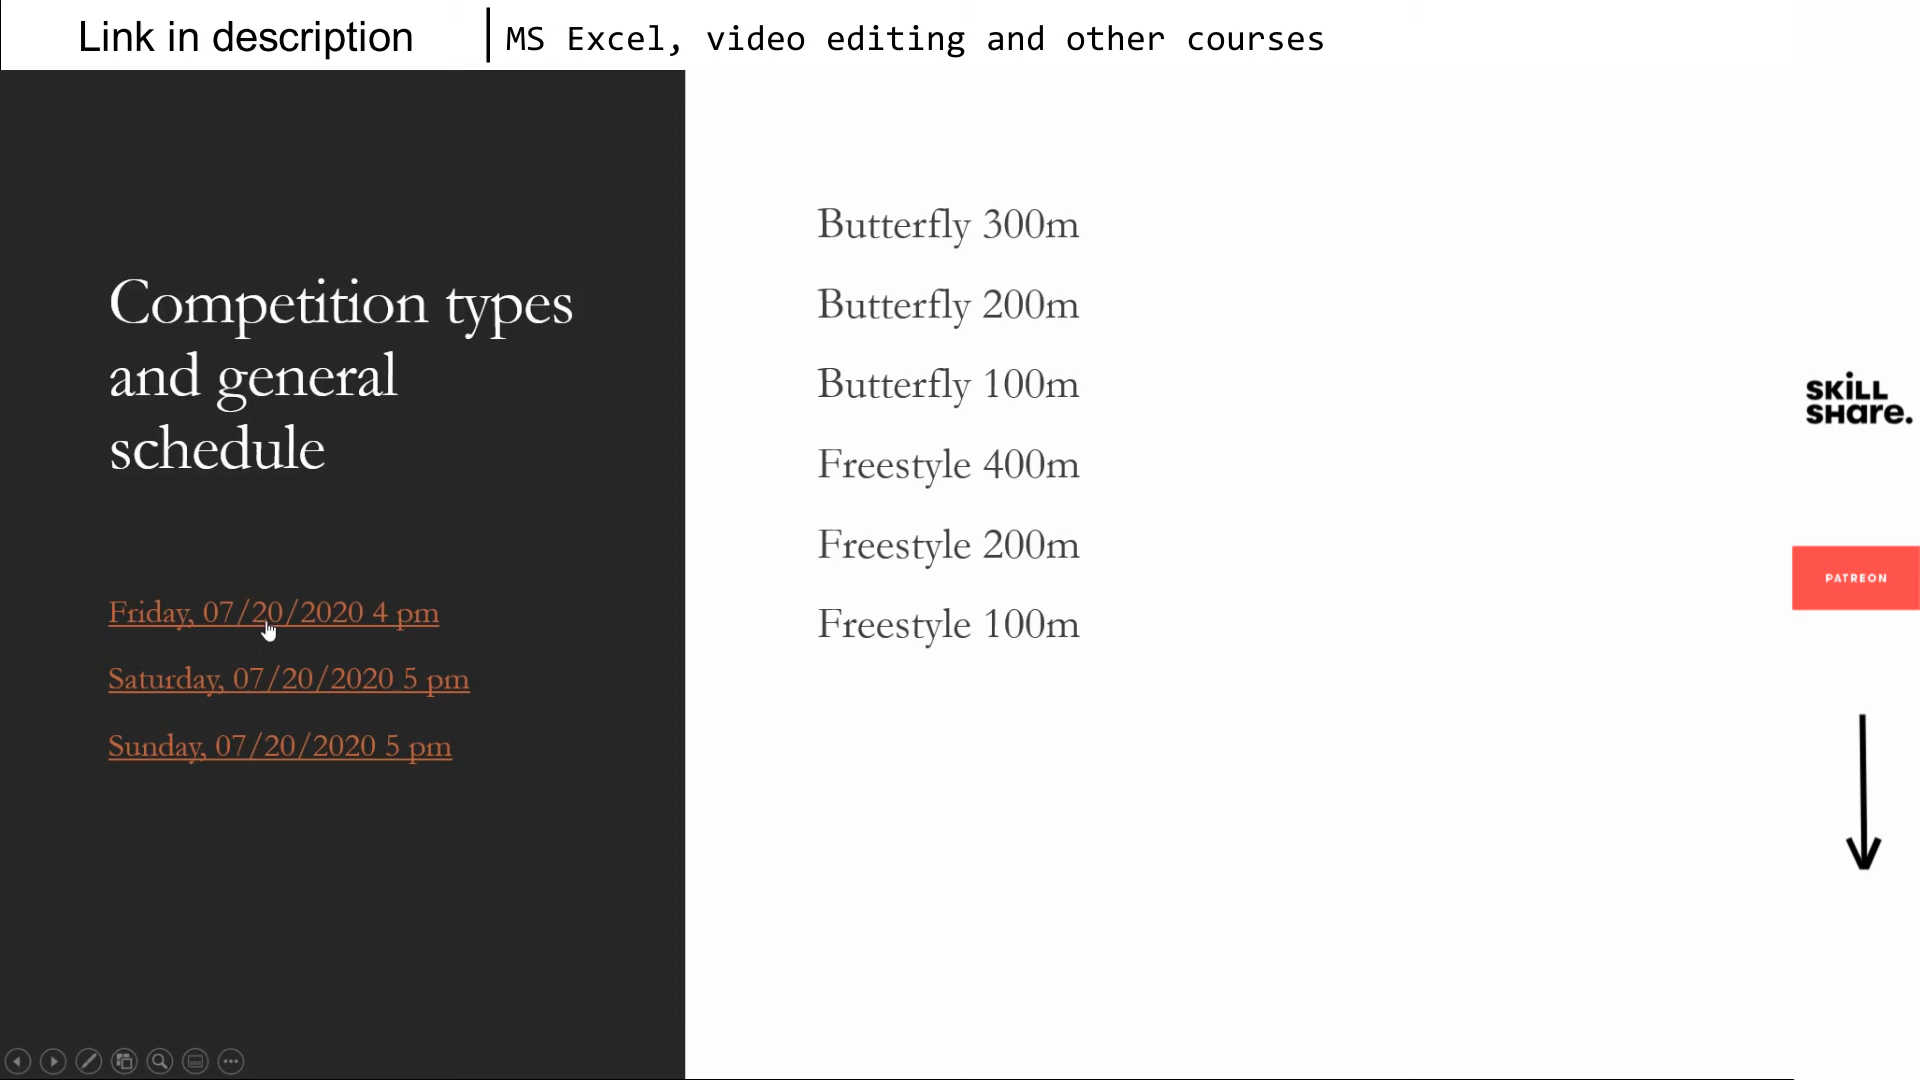 Link in description
MS Excel, video editing and other courses
Competition types
and general
schedule
Friday, 07/20/2020 4 pm
Saturday, 07/20/2020 5 pm
Sunday, 07/20/2020 5 pm
Butterfly 300m
Butterfly 200m
Butterfly 100m
Freestyle 400m
Freestyle 200m
Freestyle 100m
SKiLL
SHare.
PATREON